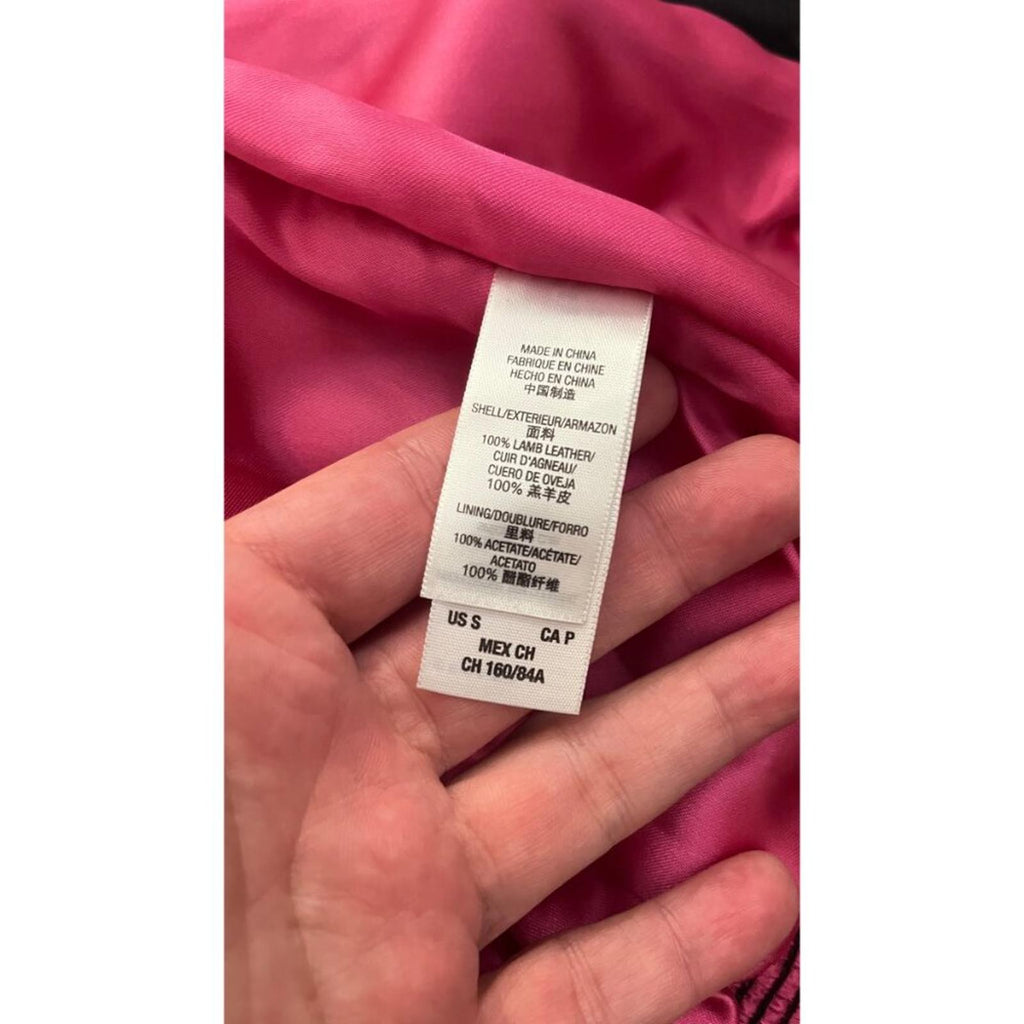 MADE IN CHINA
FABRIQUE EN CHINE
HECHO EN CHINA
中国制造
SHELL/EXTERIEUR/ARMAZON
面料
100% LAMB LEATHER/
CUIR D'AGNEAU/
CUERO DE OVEJA
100% 羔羊皮
LINING/DOUBLURE/FORRO
里料
100% ACETATE/ACÉTATE/
ACETATO
100% 醋酯纤维
US S CA P
MEX CH
CH 160/84A